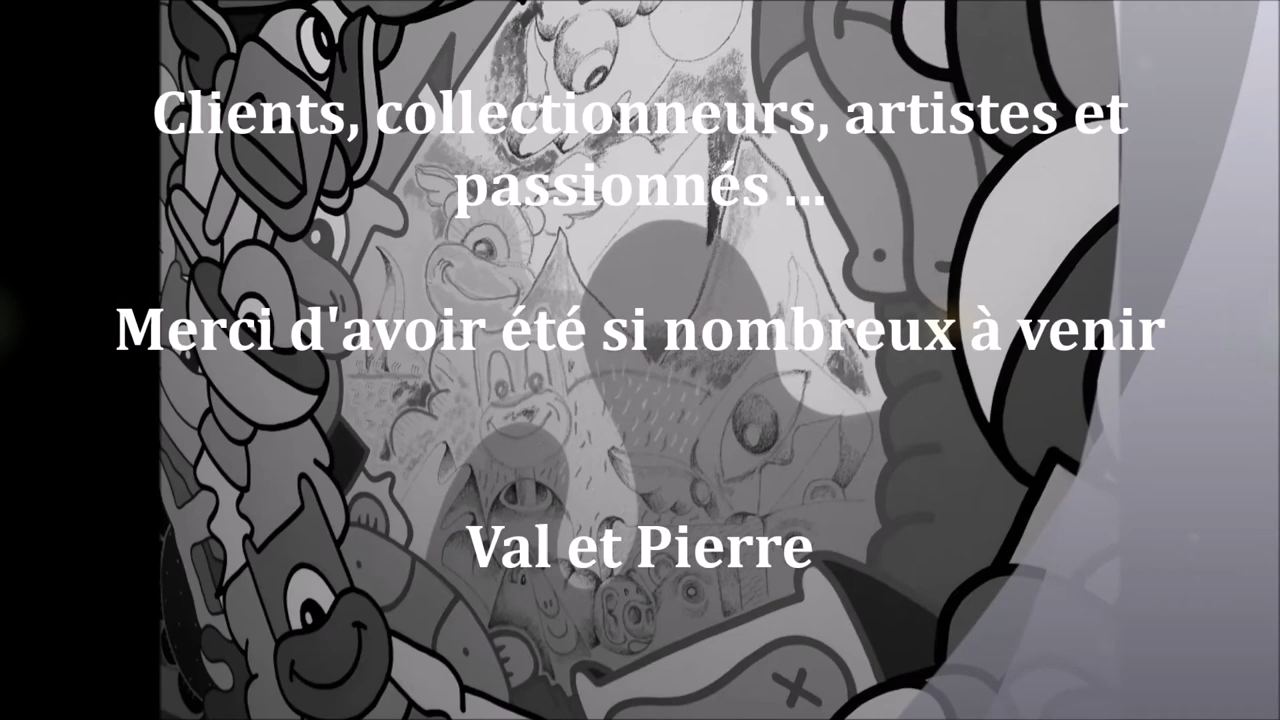 Clients, collectionneurs, artistes et
passionnés ...
Merci d'avoir été si nombreux à venir
Val et Pierre